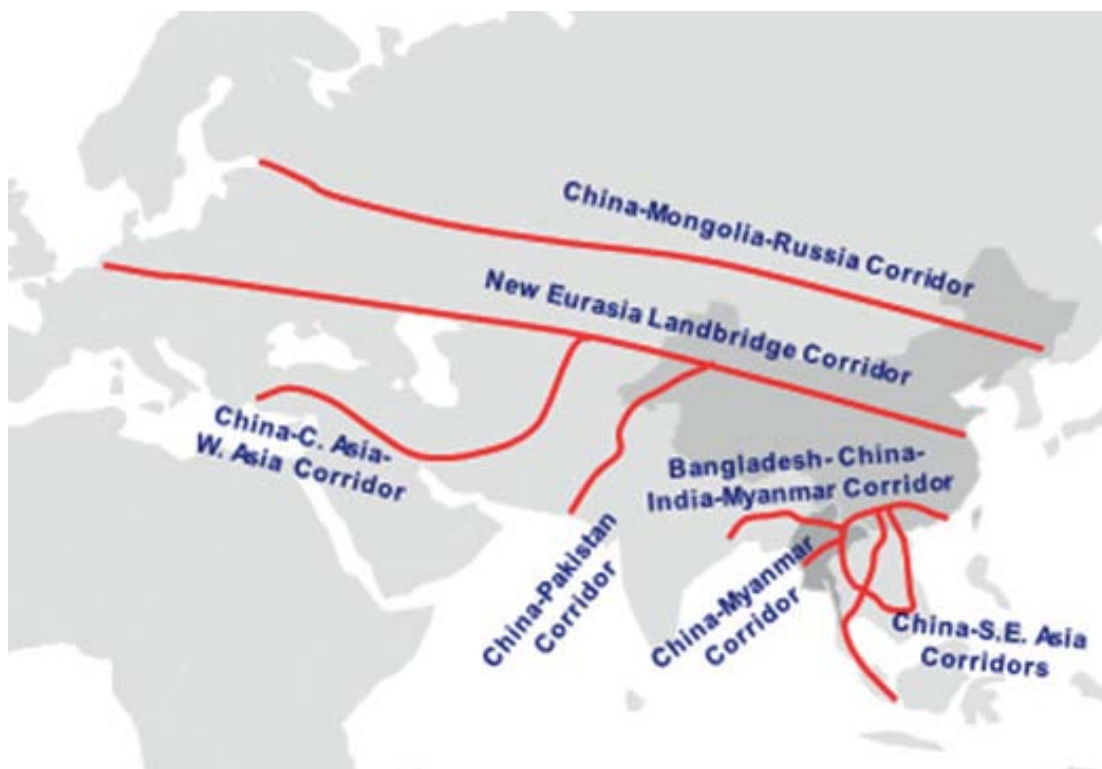 China-Mongolia-Russia Corridor
New Eurasia Landbridge Corridor
China-C. Asia-
W. Asia Corridor
Bangladesh- China-
India-Myanmar Corridor
China-Pakistan
Corridor
China-Myanmar
Corridor
China-S.E. Asia
Corridors